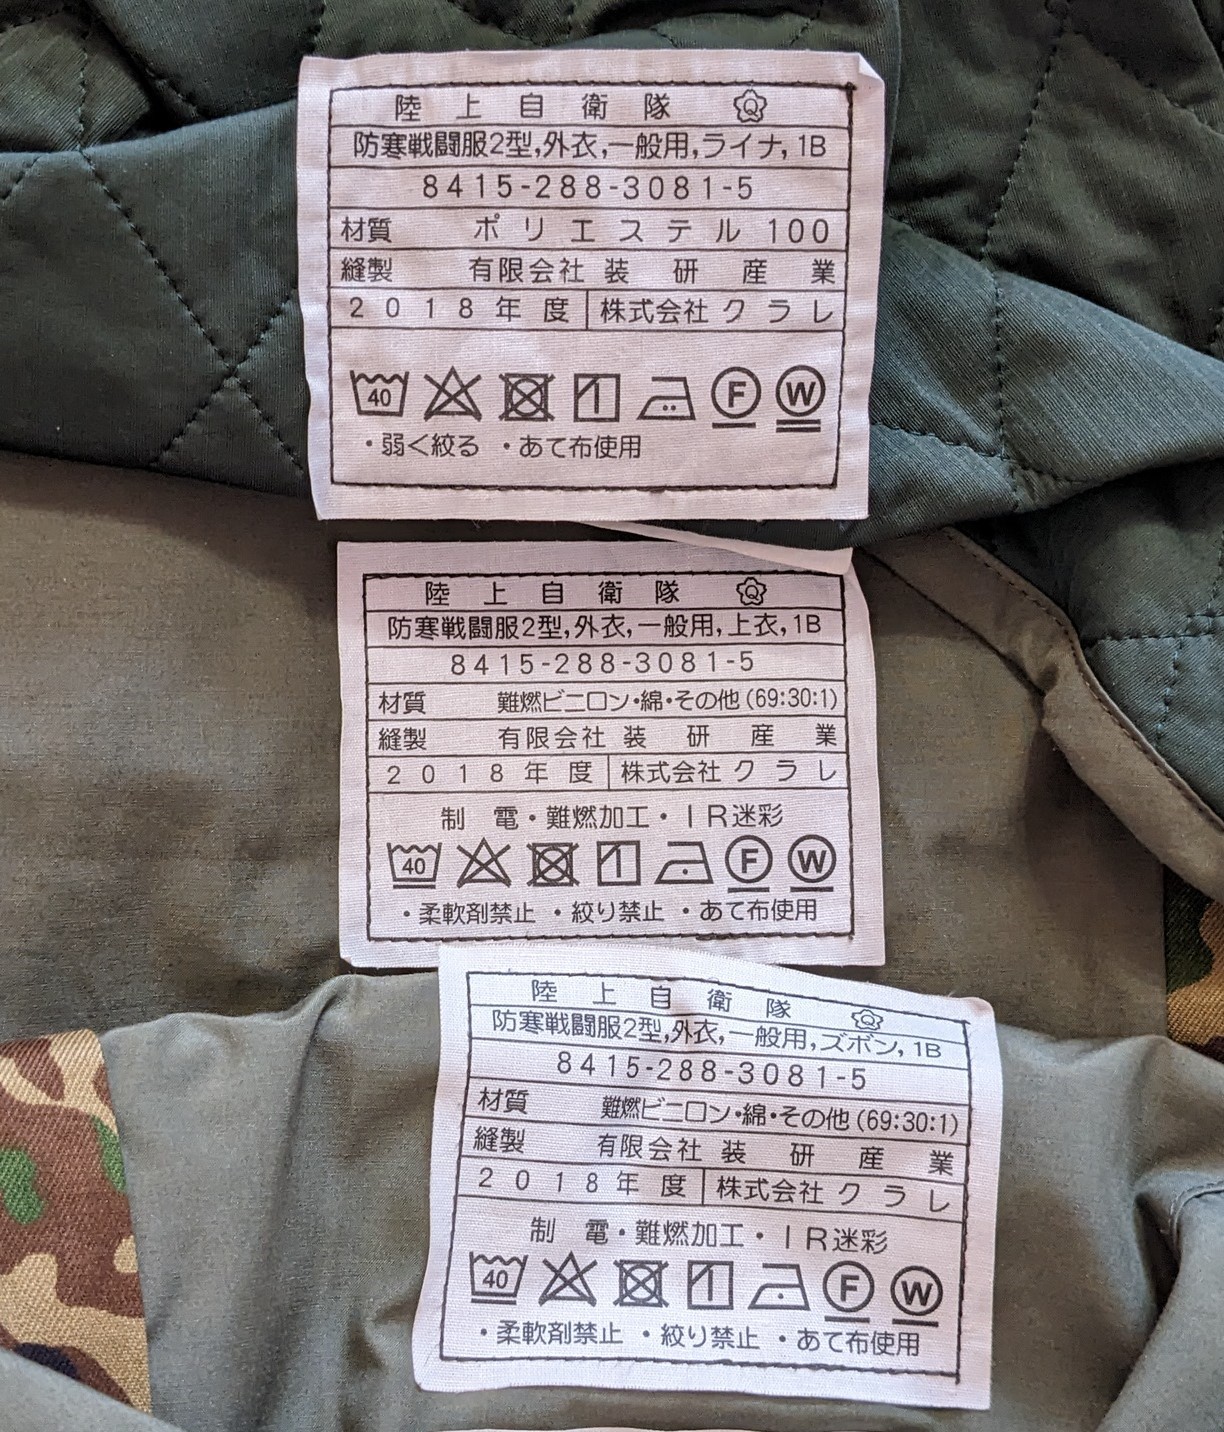 陸上自衛隊 Q
防寒戦闘服2型,外衣,一般用,ライナ,1B
8415-288-3081-5
材質 ポリエステル100
縫製 有限会社装研産業
2018年度 株式会社クラレ
40 F W
・弱く絞る ・あて布使用
陸上自衛隊 Q
防寒戦闘服2型,外衣,一般用,上衣,1B
8415-288-3081-5
材質 難燃ビニロン・綿・その他(69:30:1)
縫製 有限会社装研産業
2018年度 株式会社クラレ
制電・難燃加工・IR迷彩
40 F W
・柔軟剤禁止 ・絞り禁止 ・あて布使用
陸上自衛隊 Q
防寒戦闘服2型,外衣,一般用,ズボン,1B
8415-288-3081-5
材質 難燃ビニロン・綿・その他(69:30:1)
縫製 有限会社装研産業
2018年度 株式会社クラレ
制電・難燃加工・IR迷彩
40 F W
・柔軟剤禁止 ・絞り禁止 ・あて布使用